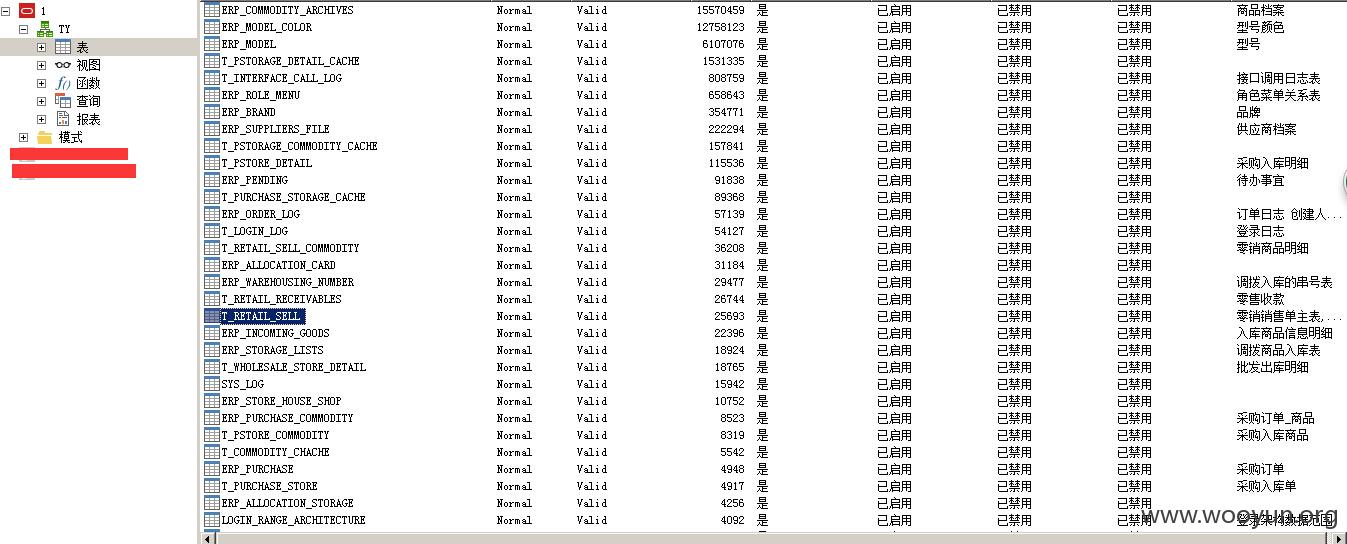 1
TY
表
视图
函数
查询
报表
模式
ERP_COMMODITY_ARCHIVES Normal Valid 15570459 是 已启用 已禁用 已禁用 商品档案
ERP_MODEL_COLOR Normal Valid 12758123 是 已启用 已禁用 已禁用 型号颜色
ERP_MODEL Normal Valid 6107076 是 已启用 已禁用 已禁用 型号
T_PSTORAGE_DETAIL_CACHE Normal Valid 1531335 是 已启用 已禁用 已禁用
T_INTERFACE_CALL_LOG Normal Valid 808759 是 已启用 已禁用 已禁用 接口调用日志表
ERP_ROLE_MENU Normal Valid 658643 是 已启用 已禁用 已禁用 角色菜单关系表
ERP_BRAND Normal Valid 354771 是 已启用 已禁用 已禁用 品牌
ERP_SUPPLIERS_FILE Normal Valid 222294 是 已启用 已禁用 已禁用 供应商档案
T_PSTORAGE_COMMODITY_CACHE Normal Valid 157841 是 已启用 已禁用 已禁用
T_PSTORE_DETAIL Normal Valid 115536 是 已启用 已禁用 已禁用 采购入库明细
ERP_PENDING Normal Valid 91838 是 已启用 已禁用 已禁用 待办事宜
T_PURCHASE_STORAGE_CACHE Normal Valid 89368 是 已启用 已禁用 已禁用
ERP_ORDER_LOG Normal Valid 57139 是 已启用 已禁用 已禁用 订单日志 创建人...
T_LOGIN_LOG Normal Valid 54127 是 已启用 已禁用 已禁用 登录日志
T_RETAIL_SELL_COMMODITY Normal Valid 36208 是 已启用 已禁用 已禁用 零销商品明细
ERP_ALLOCATION_CARD Normal Valid 31184 是 已启用 已禁用 已禁用
ERP_WAREHOUSING_NUMBER Normal Valid 29477 是 已启用 已禁用 已禁用 调拨入库的串号表
T_RETAIL_RECEIVABLES Normal Valid 26744 是 已启用 已禁用 已禁用 零售收款
T_RETAIL_SELL Normal Valid 25693 是 已启用 已禁用 已禁用 零销销售单主表,...
ERP_INCOMING_GOODS Normal Valid 22396 是 已启用 已禁用 已禁用 入库商品信息明细
ERP_STORAGE_LISTS Normal Valid 18924 是 已启用 已禁用 已禁用 调拨商品入库表
T_WHOLESALE_STORE_DETAIL Normal Valid 18765 是 已启用 已禁用 已禁用 批发出库明细
SYS_LOG Normal Valid 15942 是 已启用 已禁用 已禁用
ERP_STORE_HOUSE_SHOP Normal Valid 10752 是 已启用 已禁用 已禁用
ERP_PURCHASE_COMMODITY Normal Valid 8523 是 已启用 已禁用 已禁用 采购订单_商品
T_PSTORE_COMMODITY Normal Valid 8319 是 已启用 已禁用 已禁用 采购入库商品
T_COMMODITY_CHACHE Normal Valid 5542 是 已启用 已禁用 已禁用
ERP_PURCHASE Normal Valid 4948 是 已启用 已禁用 已禁用 采购订单
T_PURCHASE_STORE Normal Valid 4917 是 已启用 已禁用 已禁用 采购入库单
ERP_ALLOCATION_STORAGE Normal Valid 4256 是 已启用 已禁用 已禁用
LOGIN_RANGE_ARCHITECTURE Normal Valid 4092 是 已启用 已禁用 已禁用 登录架构数据范围
www.wooyun.org